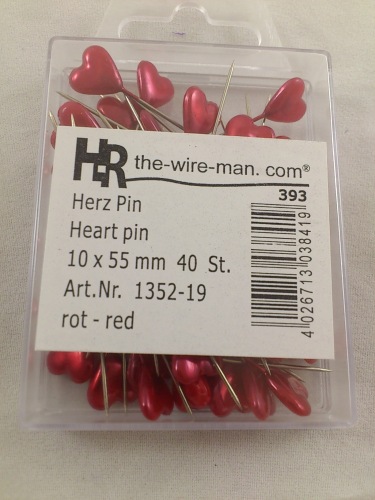 HR the-wire-man. com®
393
Herz Pin
Heart pin
10 x 55 mm 40 St.
Art.Nr. 1352-19
rot - red
4 026713 038419